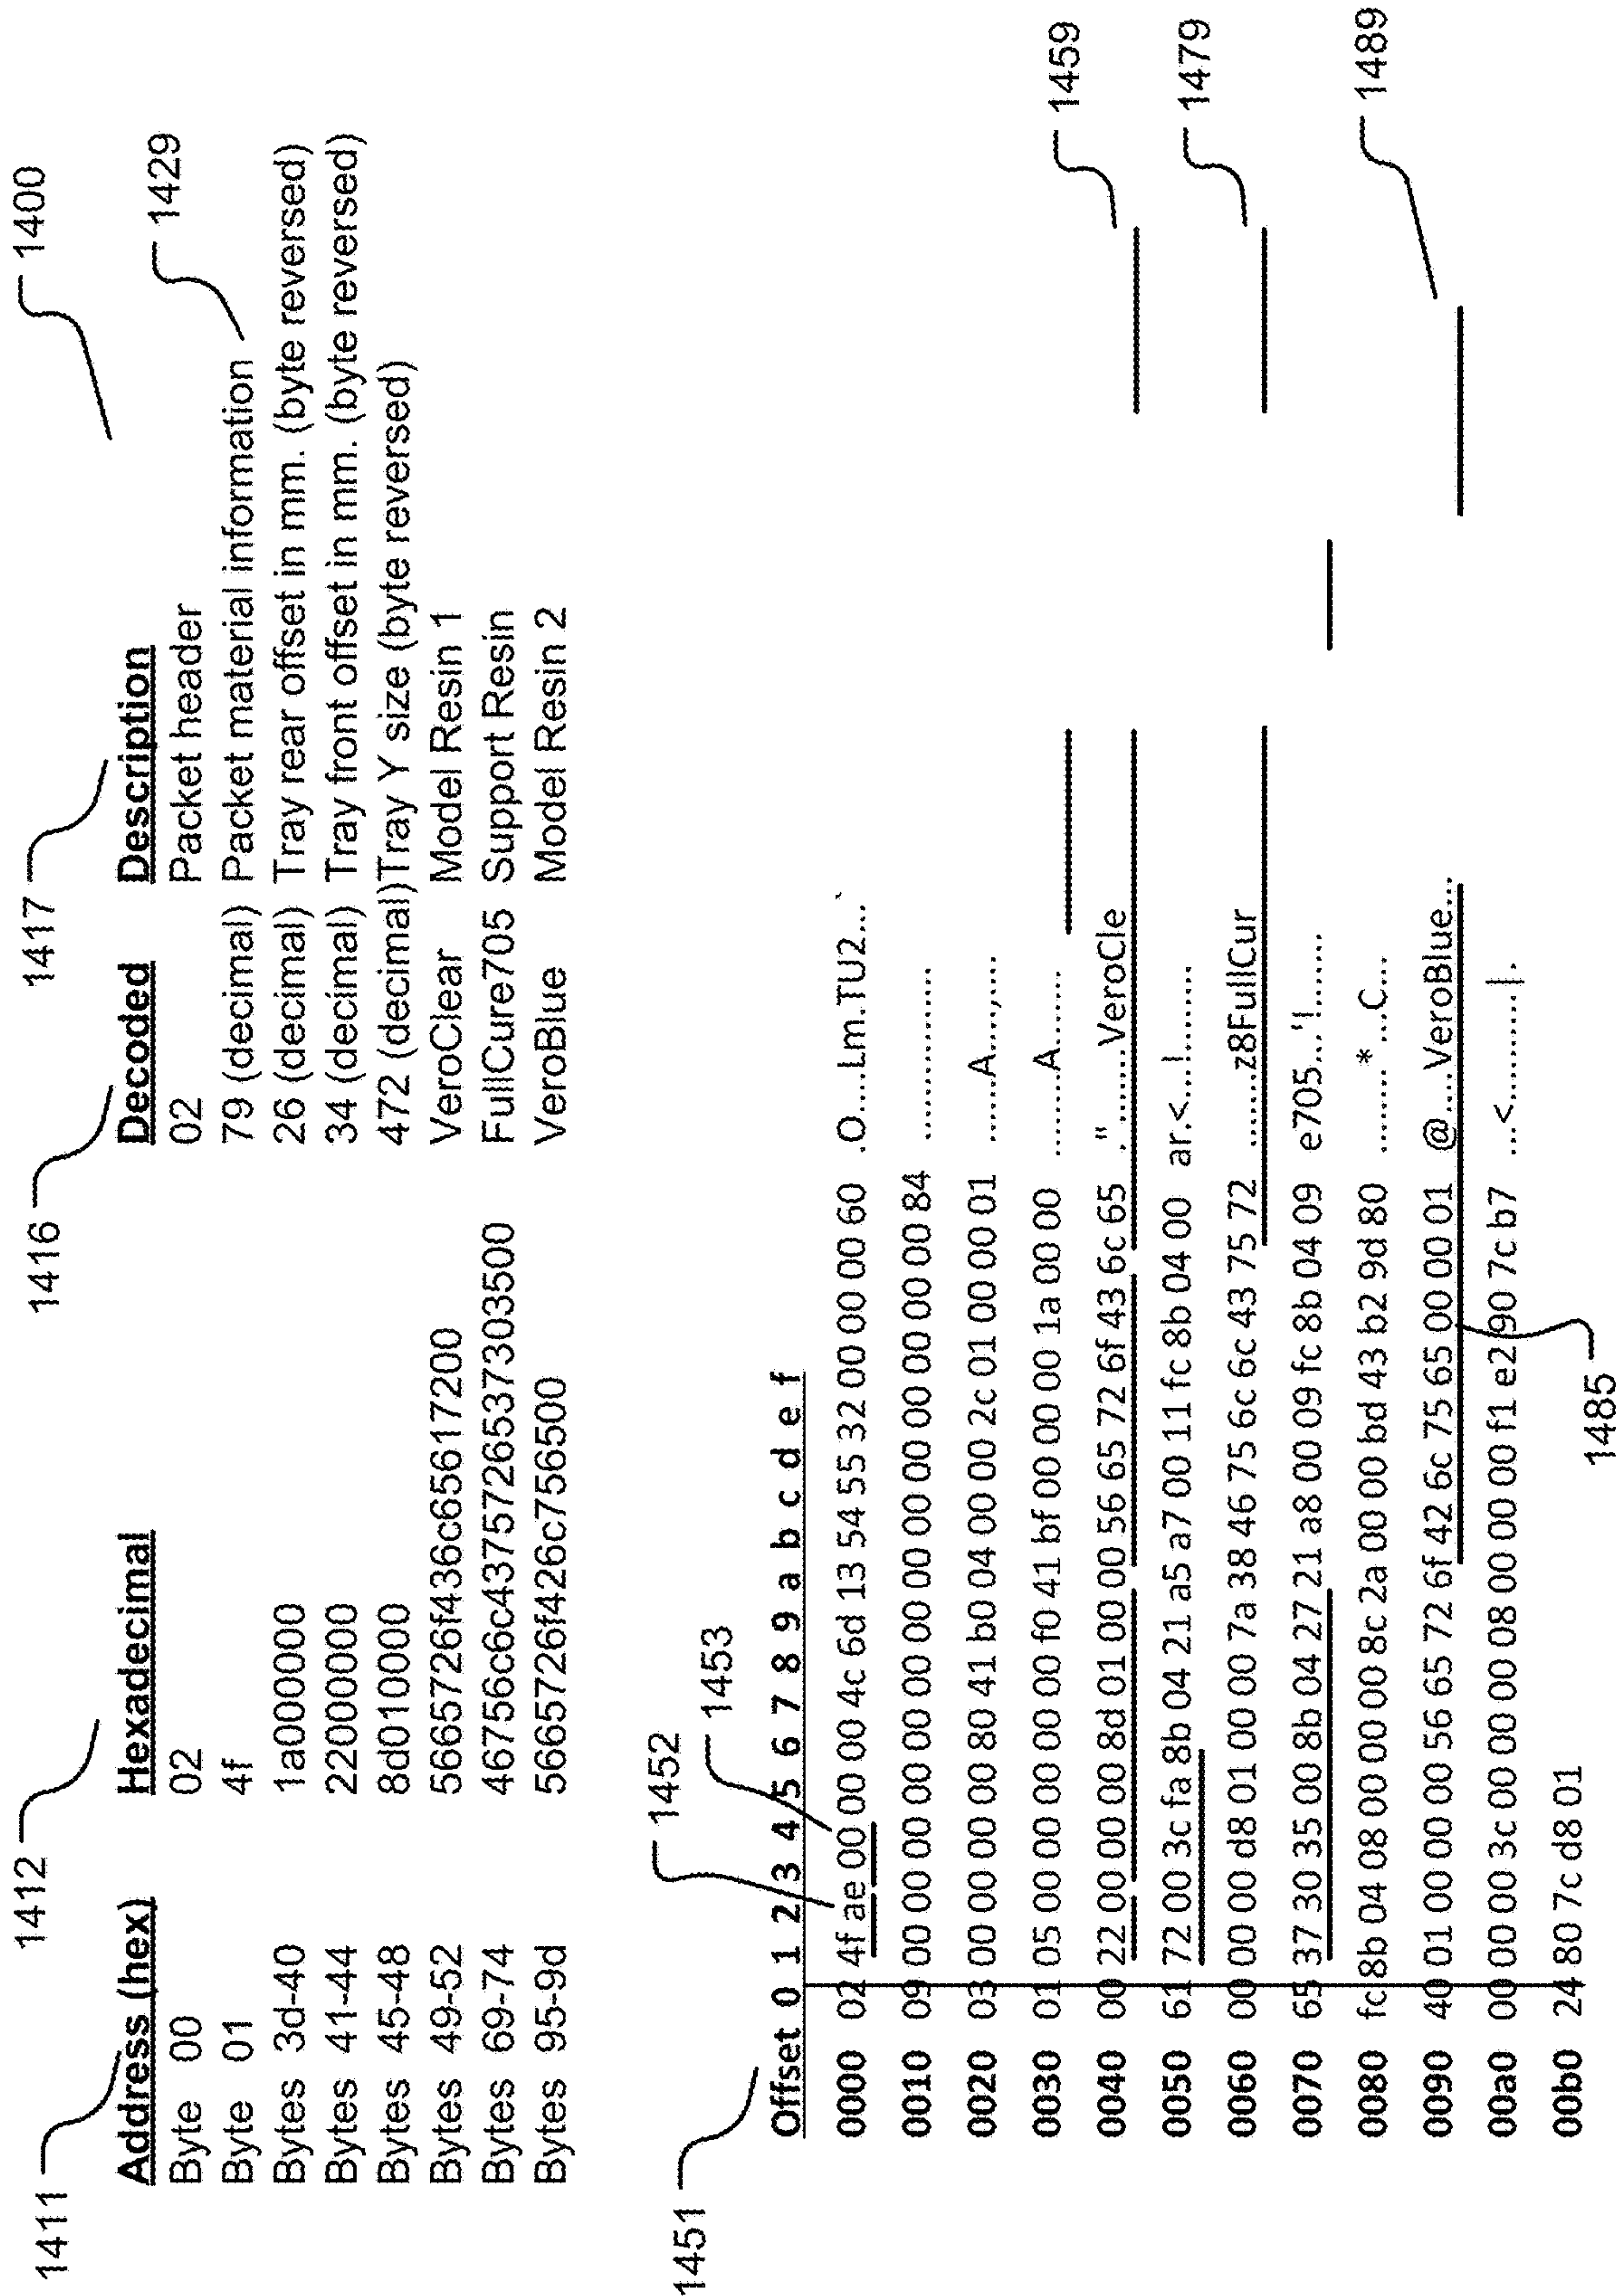 1400
1417
1416
1412
1411
Address (hex) Hexadecimal Decoded Description
Byte 00 02 02 Packet header
Byte 01 4f 79 (decimal) Packet material information 1429
Bytes 3d-40 1a000000 26 (decimal) Tray rear offset in mm. (byte reversed)
Bytes 41-44 22000000 34 (decimal) Tray front offset in mm. (byte reversed)
Bytes 45-48 8d010000 472 (decimal)Tray Y size (byte reversed)
Bytes 49-52 5665726f436c65617200 VeroClear Model Resin 1
Bytes 69-74 46756c6c4375726537303500 FullCure705 Support Resin
Bytes 95-9d 5665726f426c756500 VeroBlue Model Resin 2
1451
1452
1453
Offset 0 1 2 3 4 5 6 7 8 9 a b c d e f
0000 02 4f ae 00 00 00 4c 6d 13 54 55 32 00 00 00 60 .O....Lm.TU2...`
0010 09 00 00 00 00 00 00 00 00 00 00 00 00 00 00 84 ................
0020 03 00 00 00 00 80 41 b0 04 00 00 2c 01 00 00 01 ......A....,....
0030 01 05 00 00 00 00 00 f0 41 bf 00 00 00 1a 00 00 ........A.......
0040 00 22 00 00 00 8d 01 00 00 56 65 72 6f 43 6c 65 .".......VeroCle 1459
0050 61 72 00 3c fa 8b 04 21 a5 a7 00 11 fc 8b 04 00 ar.<...!........
0060 00 00 00 d8 01 00 00 7a 38 46 75 6c 6c 43 75 72 .......z8FullCur 1479
0070 65 37 30 35 00 8b 04 27 21 a8 00 09 fc 8b 04 09 e705...'!.......
0080 fc 8b 04 08 00 00 00 8c 2a 00 00 bd 43 b2 9d 80 ........*...C...
0090 40 01 00 00 00 56 65 72 6f 42 6c 75 65 00 00 01 @....VeroBlue... 1489
00a0 00 00 00 3c 00 00 00 08 00 00 00 f1 e2 90 7c b7 ...<..........|.
00b0 24 80 7c d8 01
1485